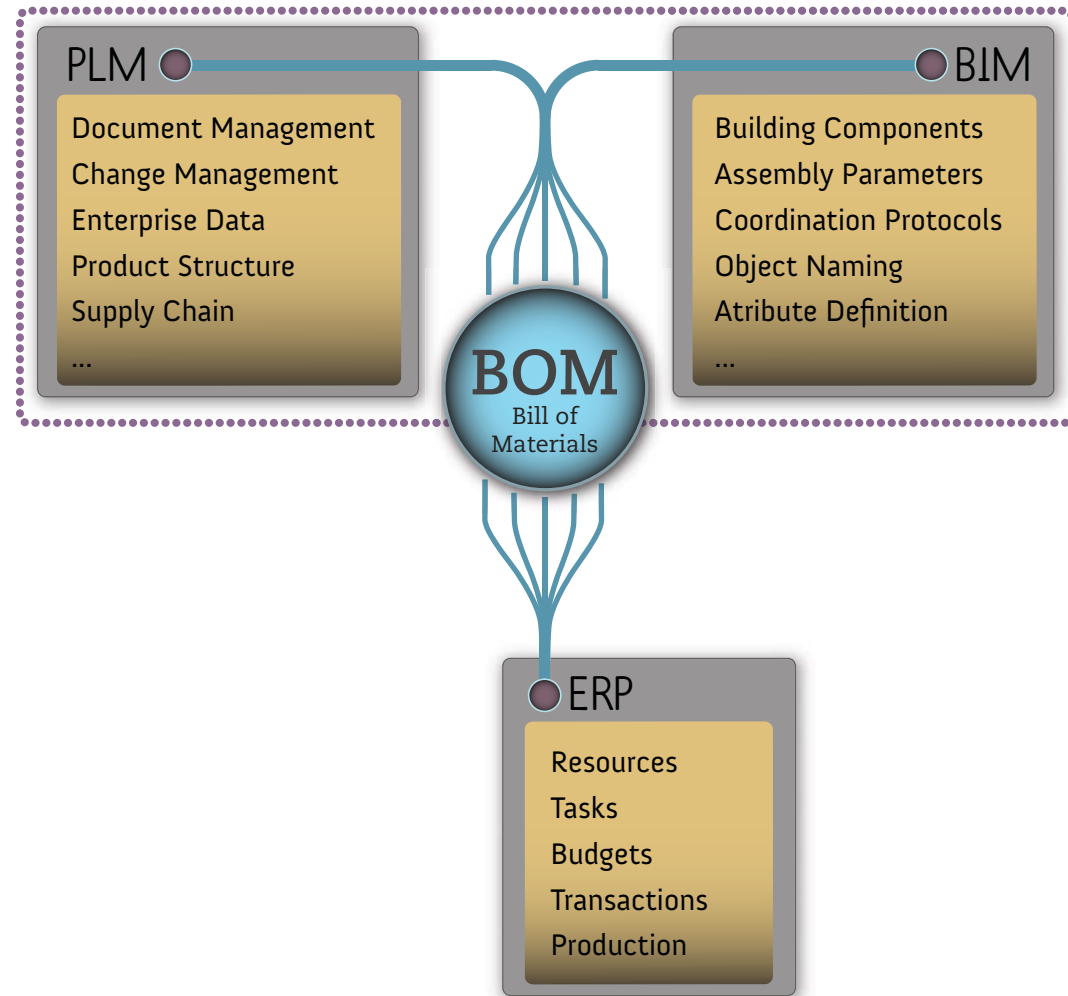 PLM
Document Management
Change Management
Enterprise Data
Product Structure
Supply Chain
...
BIM
Building Components
Assembly Parameters
Coordination Protocols
Object Naming
Atribute Definition
...
BOM
Bill of
Materials
ERP
Resources
Tasks
Budgets
Transactions
Production